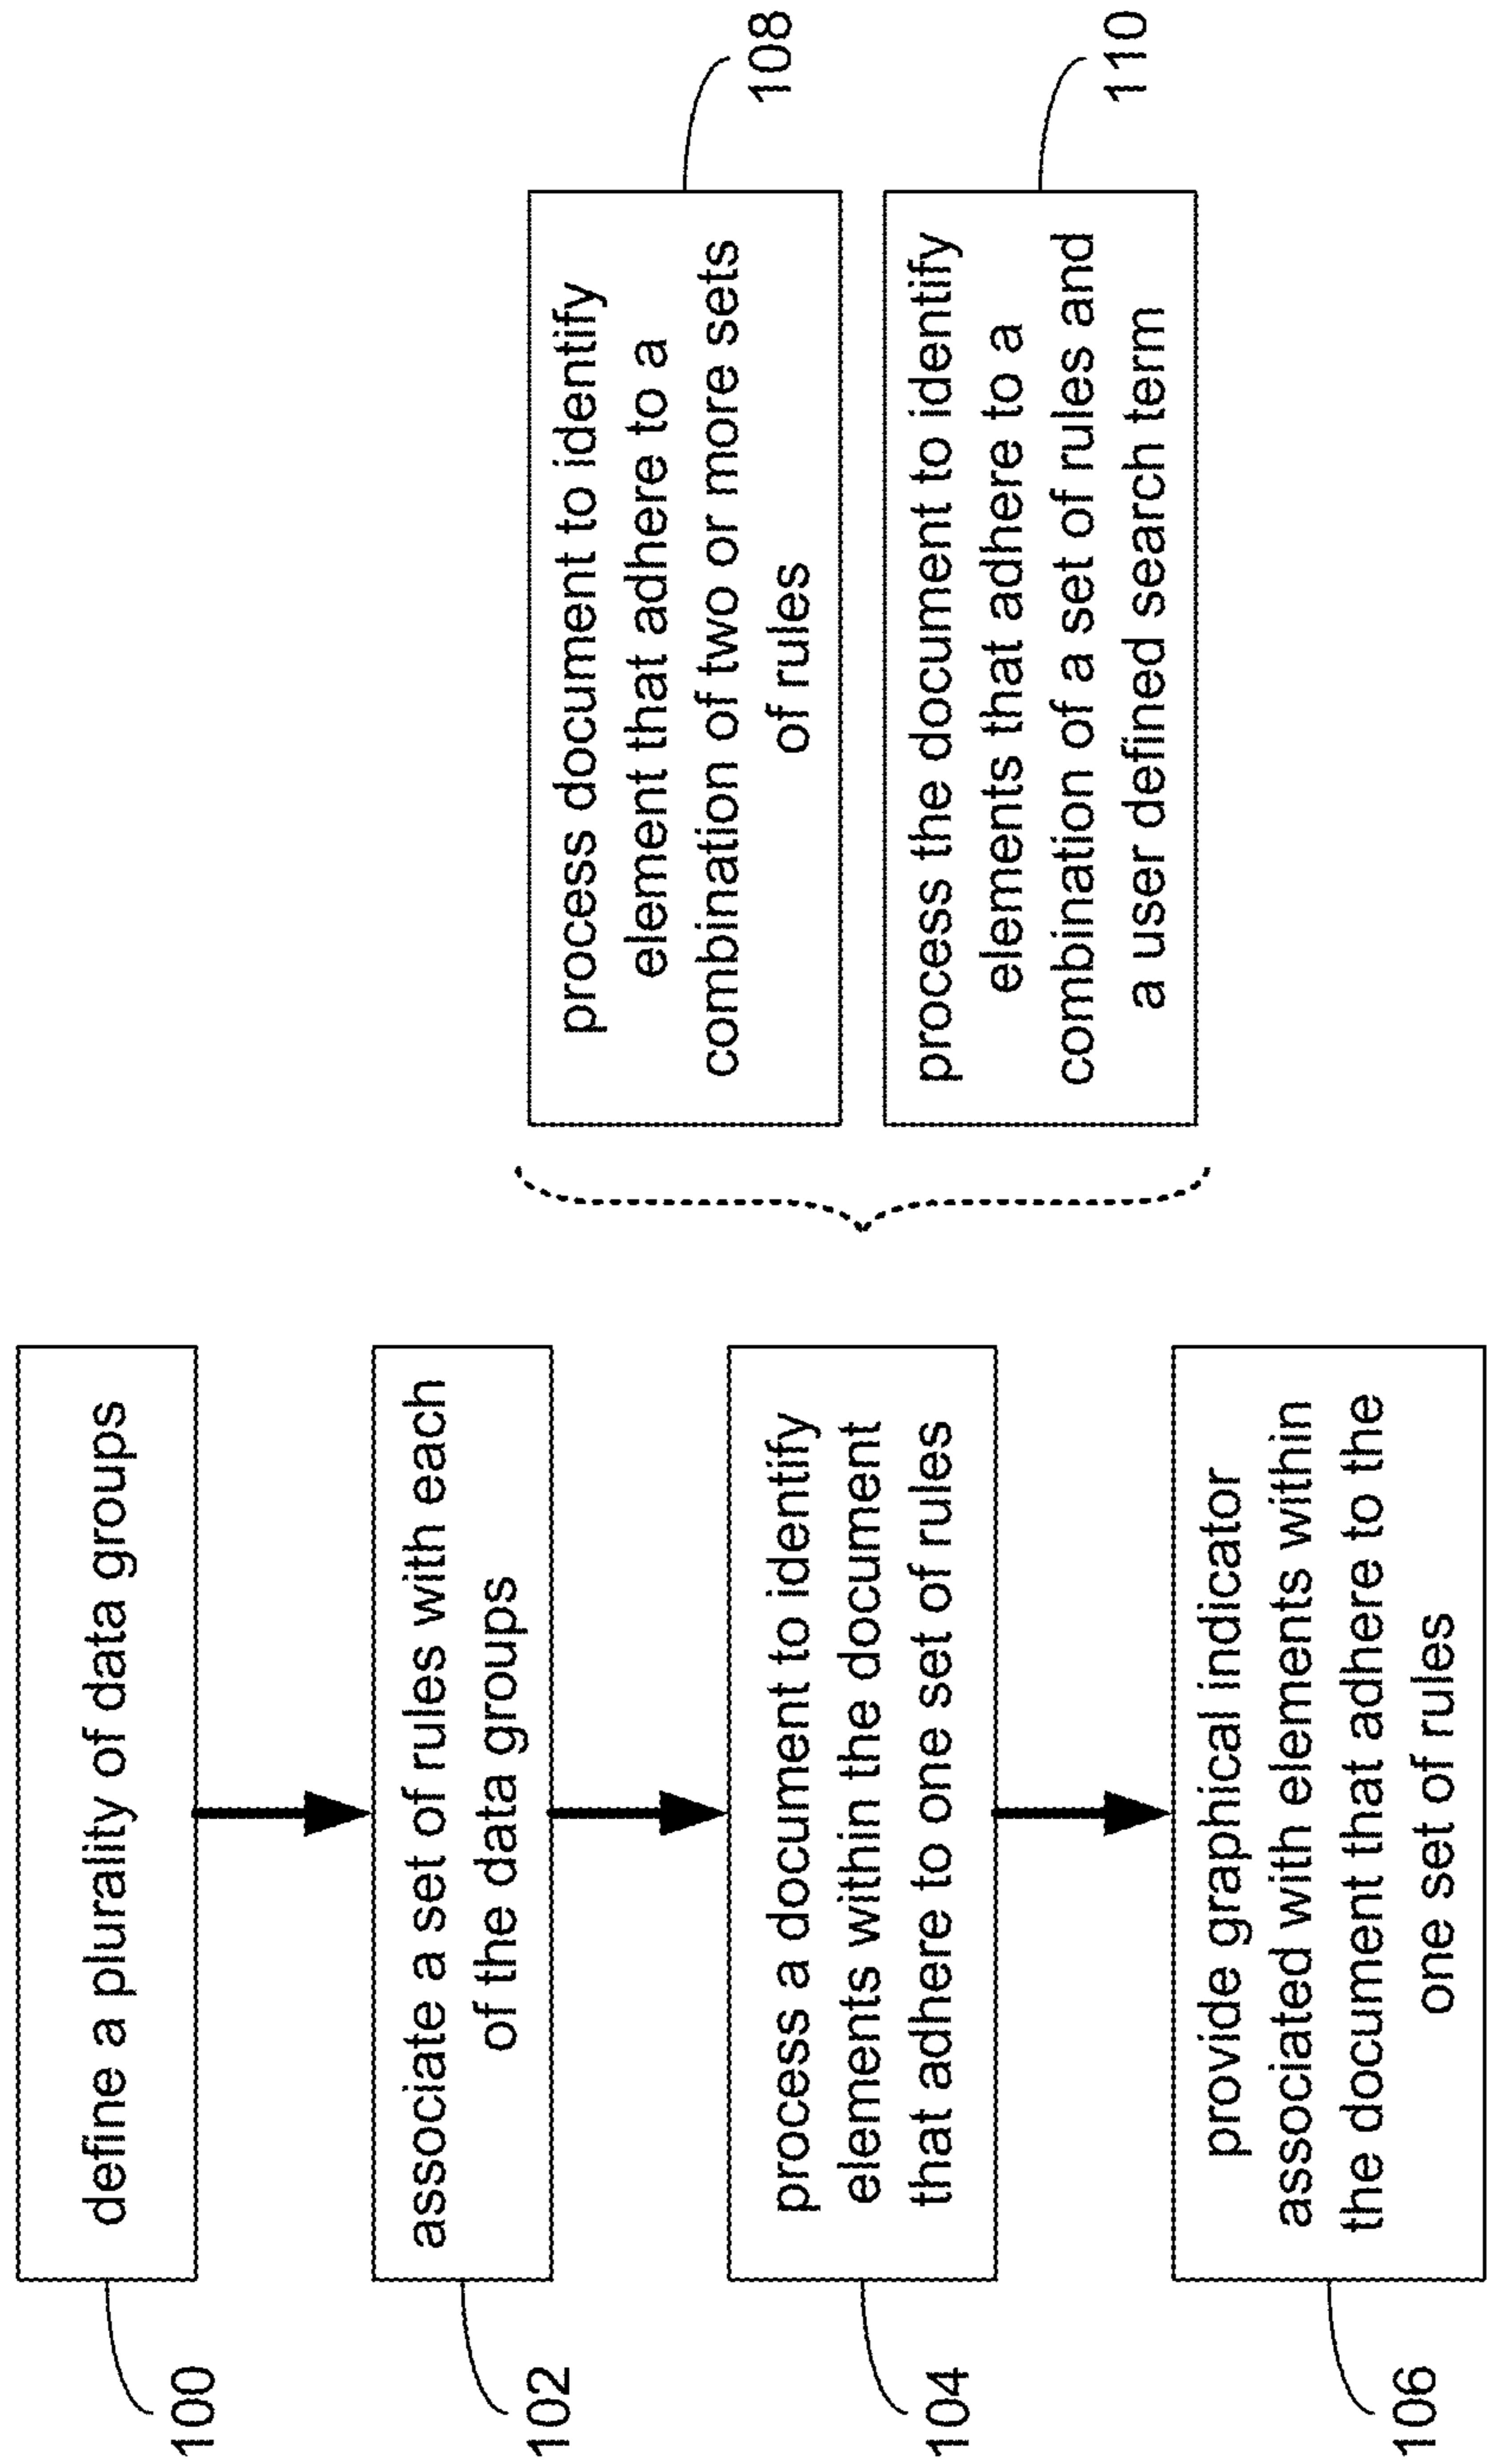 100
define a plurality of data groups
102
associate a set of rules with each
of the data groups
104
process a document to identify
elements within the document
that adhere to one set of rules
106
provide graphical indicator
associated with elements within
the document that adhere to the
one set of rules
process document to identify
element that adhere to a
combination of two or more sets
of rules
108
process the document to identify
elements that adhere to a
combination of a set of rules and
a user defined search term
110